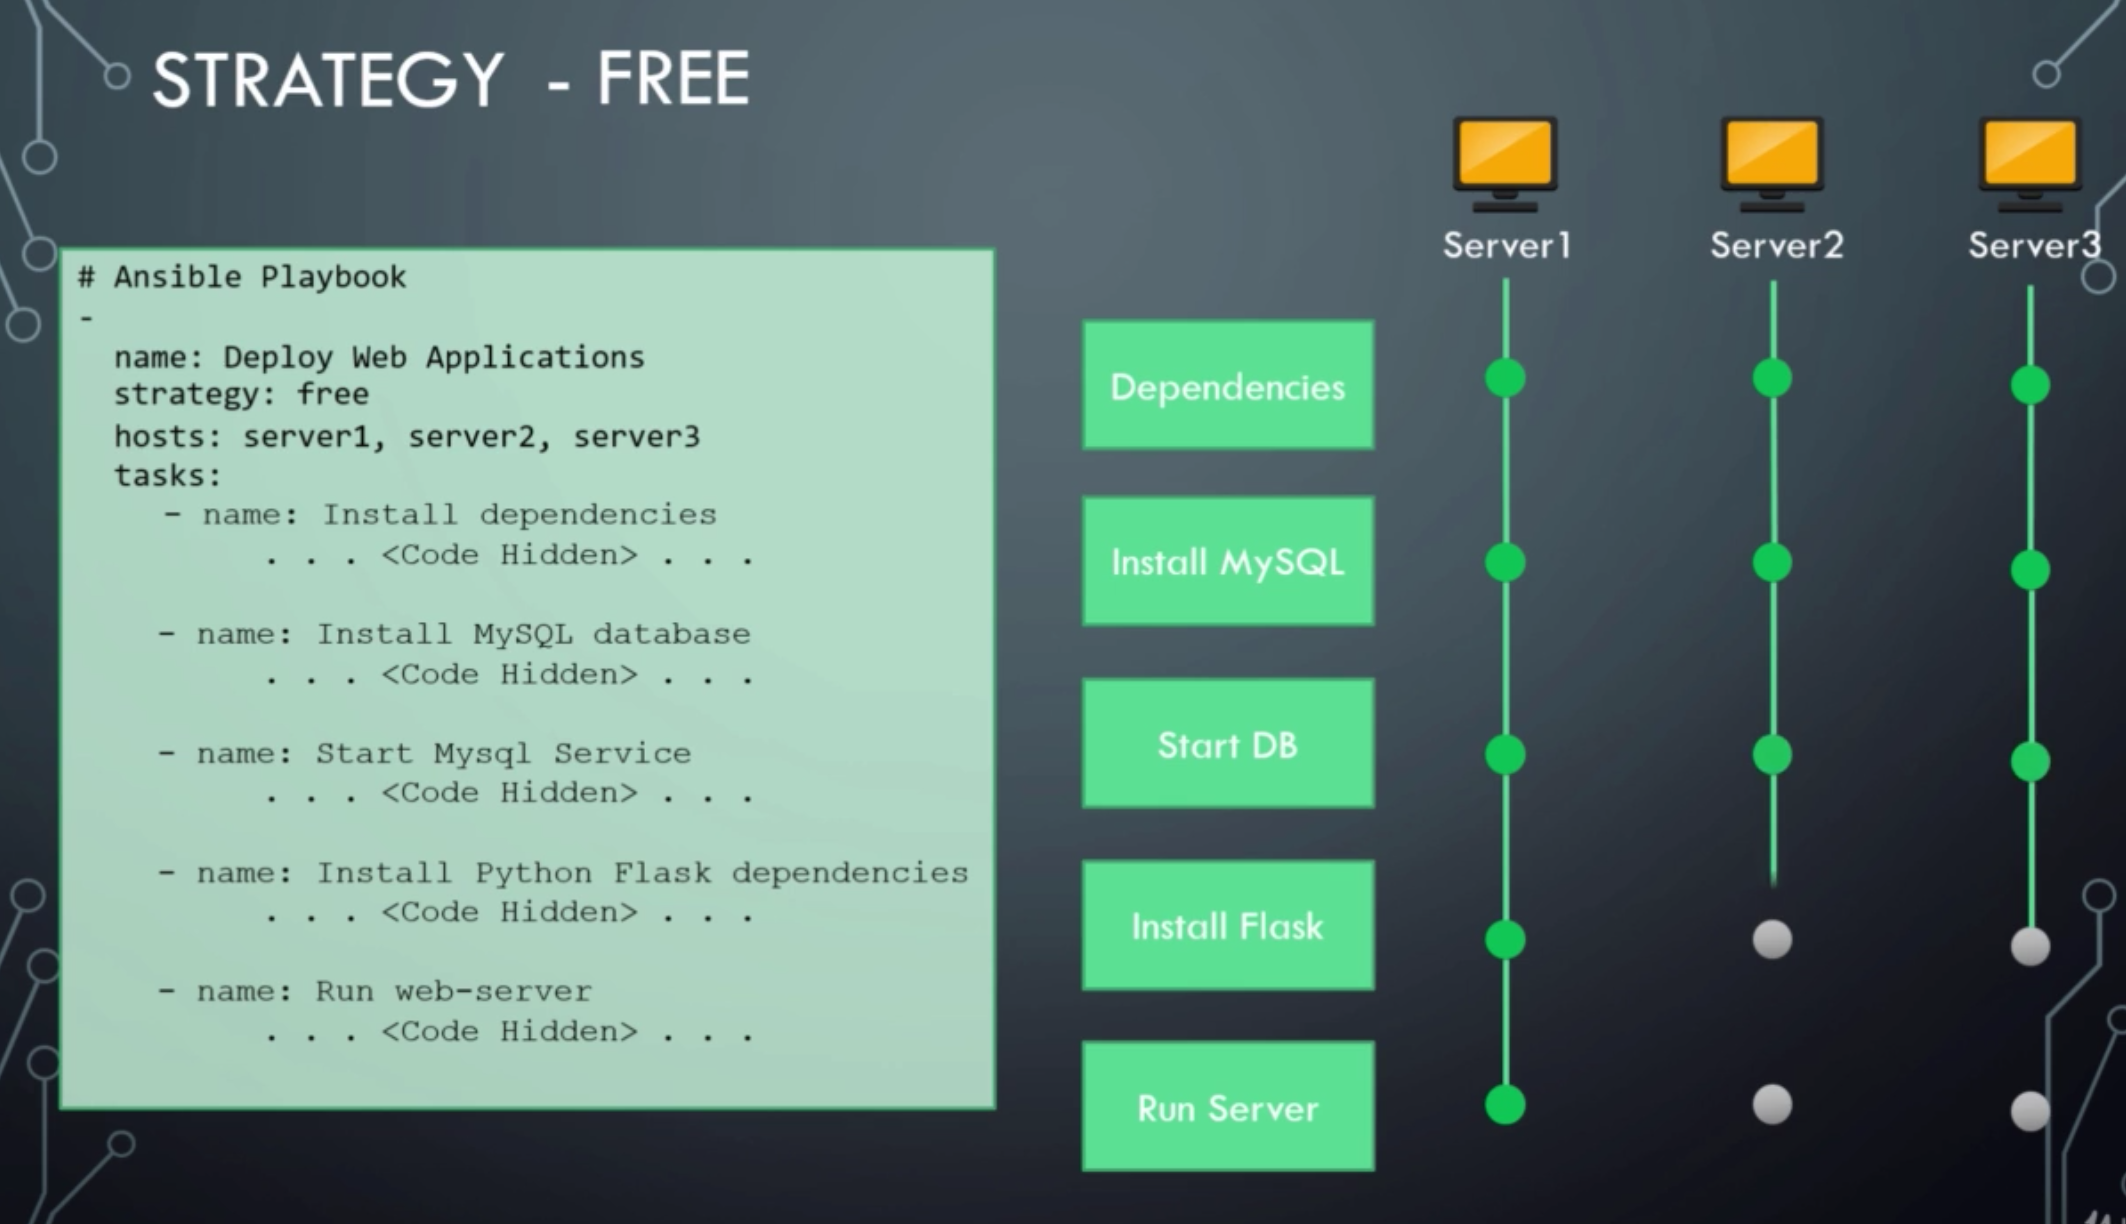 STRATEGY - FREE
# Ansible Playbook
-
name: Deploy Web Applications
strategy: free
hosts: server1, server2, server3
tasks:
- name: Install dependencies
. . . <Code Hidden> . . .
- name: Install MySQL database
. . . <Code Hidden> . . .
- name: Start Mysql Service
. . . <Code Hidden> . . .
- name: Install Python Flask dependencies
. . . <Code Hidden> . . .
- name: Run web-server
. . . <Code Hidden> . . .
Dependencies
Install MySQL
Start DB
Install Flask
Run Server
Server1
Server2
Server3